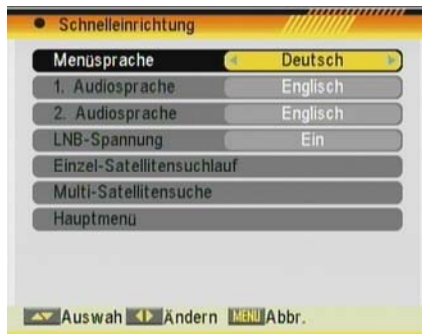 Schnelleinrichtung
Menüsprache Deutsch
1. Audiosprache Englisch
2. Audiosprache Englisch
LNB-Spannung Ein
Einzel-Satellitensuchlauf
Multi-Satellitensuche
Hauptmenü
Auswah Ändern MENU Abbr.